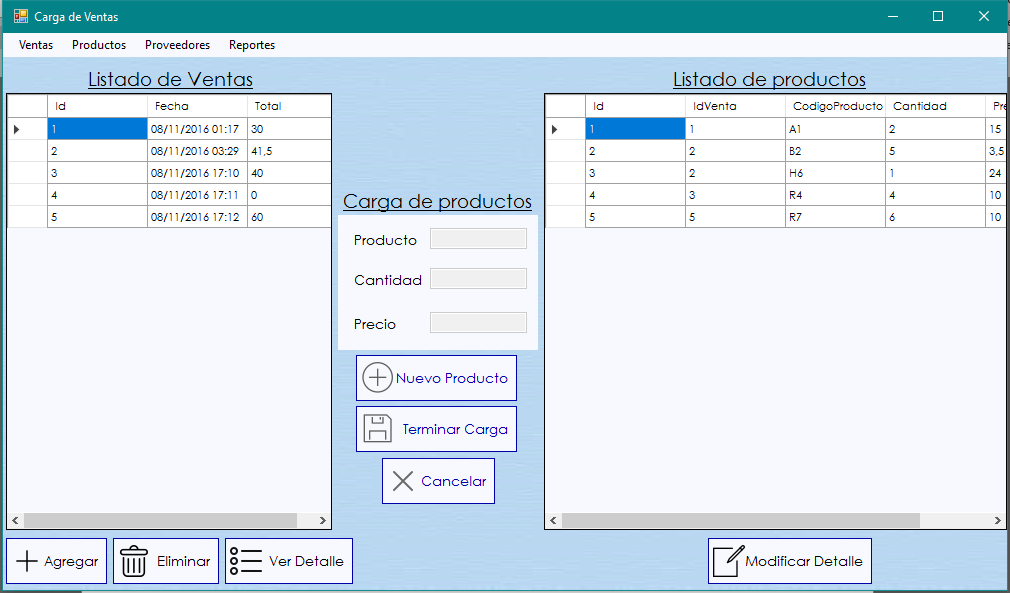 Carga de Ventas
Ventas Productos Proveedores Reportes
Listado de Ventas
Id Fecha Total
1 08/11/2016 01:17 30
2 08/11/2016 03:29 41,5
3 08/11/2016 17:10 40
4 08/11/2016 17:11 0
5 08/11/2016 17:12 60
Agregar Eliminar Ver Detalle
Carga de productos
Producto
Cantidad
Precio
Nuevo Producto
Terminar Carga
Cancelar
Listado de productos
Id IdVenta CodigoProducto Cantidad Pre
1 1 A1 2 15
2 2 B2 5 3,5
3 2 H6 1 24
4 3 R4 4 10
5 5 R7 6 10
Modificar Detalle